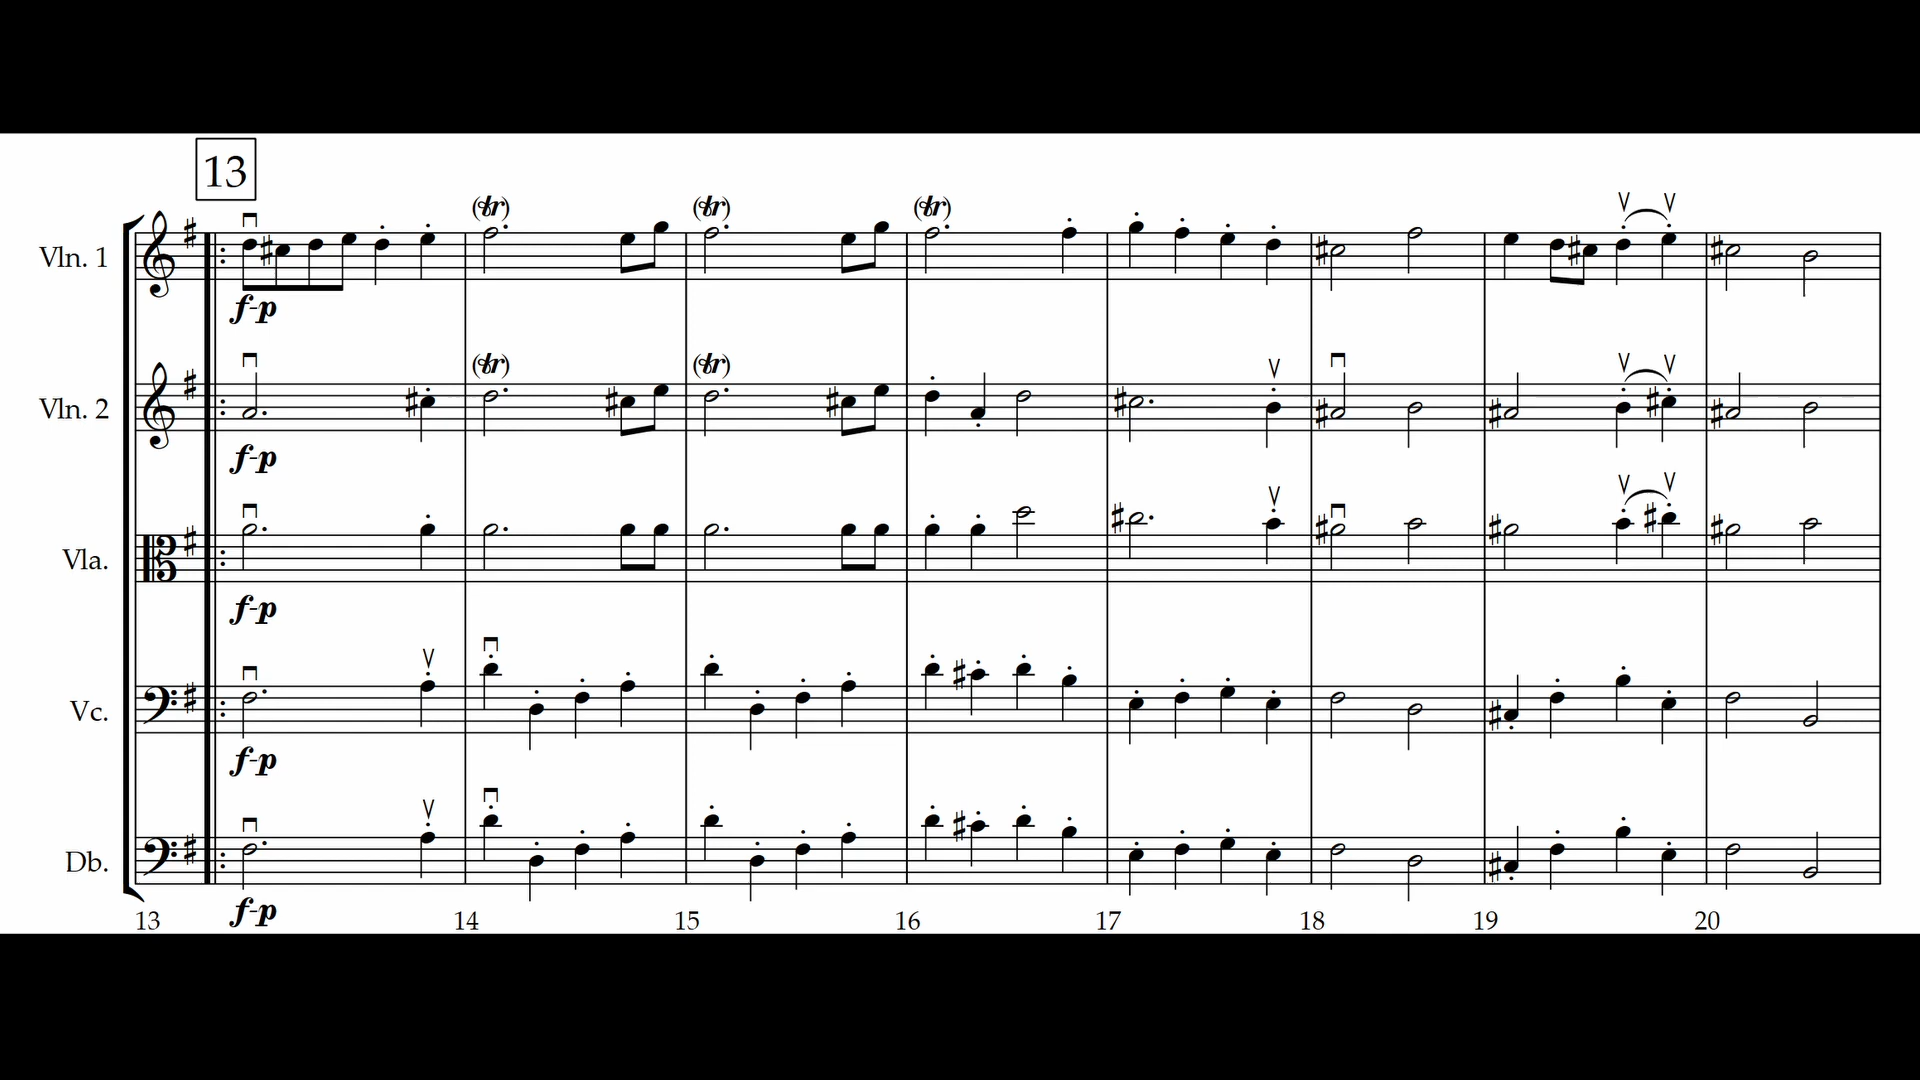 13
(tr) (tr) (tr)
Vln. 1
f-p
(tr) (tr)
Vln. 2
f-p
Vla.
f-p
Vc.
f-p
Db.
f-p
13 14 15 16 17 18 19 20